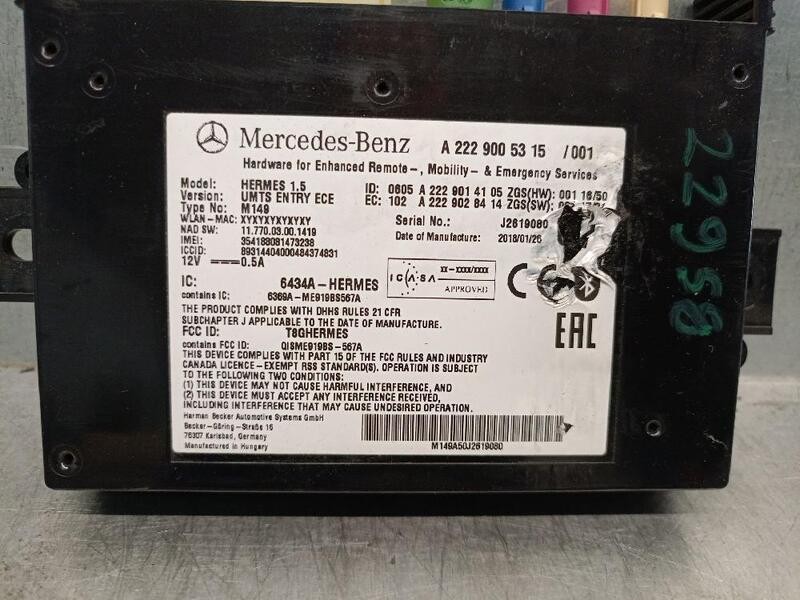 Mercedes-Benz A 222 900 53 15 /001
Hardware for Enhanced Remote-, Mobility- & Emergency Services
Model: HERMES 1.5 ID: 0605 A 222 901 41 05 ZGS(HW): 001 16/50
Version: UMTS ENTRY ECE EC: 102 A 222 902 84 14 ZGS(SW):
Type No: M149
WLAN-MAC: XYXYXYXYXYXY Serial No.: J2619080
NAD SW: 11.770.03.00.1419 Date of Manufacture: 2018/01/26
IMEI: 354188081473238
ICCID: 89314404000484374831
12V 0.5A
IC: 6434A-HERMES
contains IC: 6369A-ME919BS567A
ICASA
xx-xxxx/xxxx
APPROVED
CE
EAC
THE PRODUCT COMPLIES WITH DHHS RULES 21 CFR
SUBCHAPTER J APPLICABLE TO THE DATE OF MANUFACTURE.
FCC ID: T8GHERMES
contains FCC ID: QISME919BS-567A
THIS DEVICE COMPLIES WITH PART 15 OF THE FCC RULES AND INDUSTRY
CANADA LICENCE-EXEMPT RSS STANDARD(S). OPERATION IS SUBJECT
TO THE FOLLOWING TWO CONDITIONS:
(1) THIS DEVICE MAY NOT CAUSE HARMFUL INTERFERENCE, AND
(2) THIS DEVICE MUST ACCEPT ANY INTERFERENCE RECEIVED,
INCLUDING INTERFERENCE THAT MAY CAUSE UNDESIRED OPERATION.
Harman Becker Automotive Systems GmbH
Becker-Göring-Straße 16
76307 Karlsbad, Germany
Manufactured in Hungary
M149A50J2619080
22958